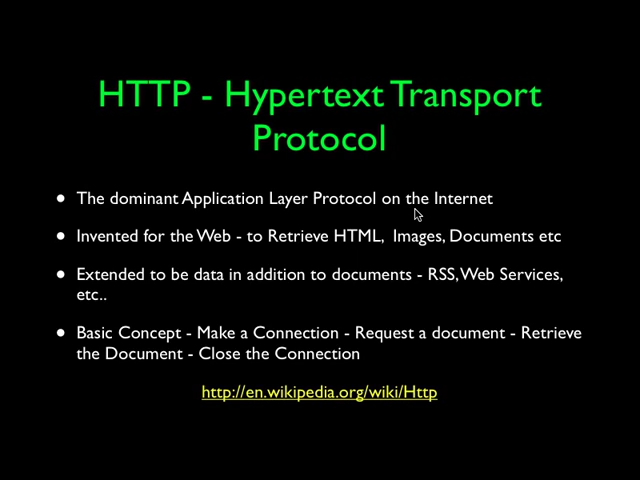 HTTP - Hypertext Transport
Protocol
• The dominant Application Layer Protocol on the Internet
• Invented for the Web - to Retrieve HTML, Images, Documents etc
• Extended to be data in addition to documents - RSS, Web Services,
etc..
• Basic Concept - Make a Connection - Request a document - Retrieve
the Document - Close the Connection
http://en.wikipedia.org/wiki/Http